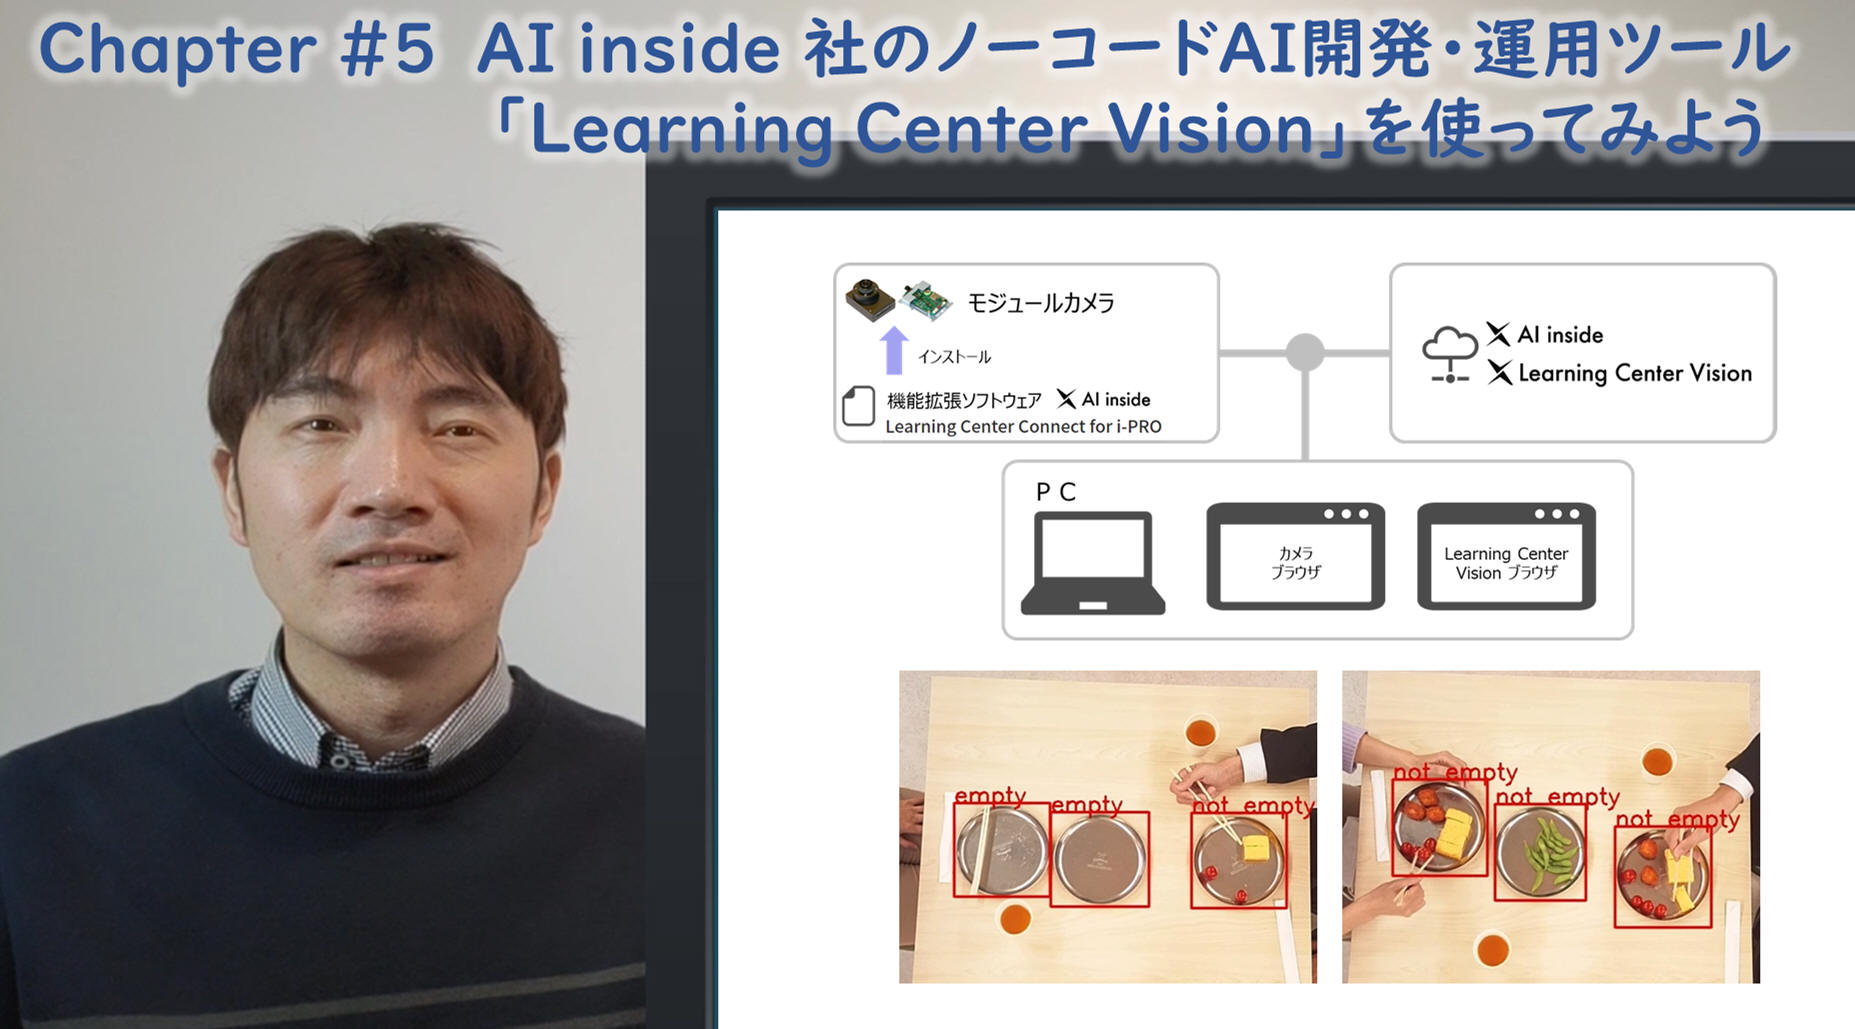 Chapter #5 AI inside 社のノーコードAI開発・運用ツール
「Learning Center Vision」を使ってみよう
モジュールカメラ
インストール
機能拡張ソフトウェア AI inside
Learning Center Connect for i-PRO
AI inside
Learning Center Vision
PC
カメラ
ブラウザ
Learning Center
Vision ブラウザ
empty
empty
not empty
not empty
not empty
not empty